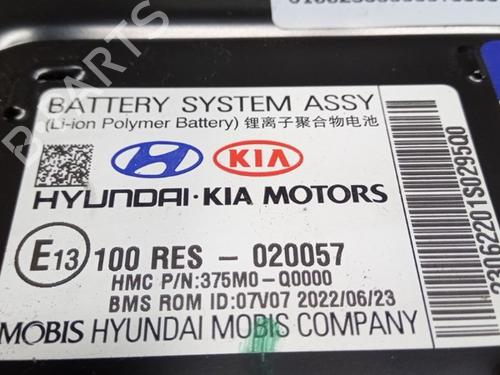 BATTERY SYSTEM ASSY
(Li-ion Polymer Battery) 锂离子聚合物电池
KIA
HYUNDAI·KIA MOTORS
E13 100 RES - 020057
HMC P/N:375M0-Q0000
BMS ROM ID:07V07 2022/06/23
MOBIS HYUNDAI MOBIS COMPANY
B-PARTS